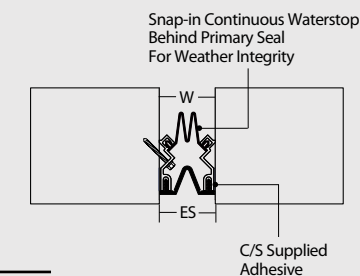 Snap-in Continuous Waterstop
Behind Primary Seal
For Weather Integrity
W
ES
C/S Supplied
Adhesive